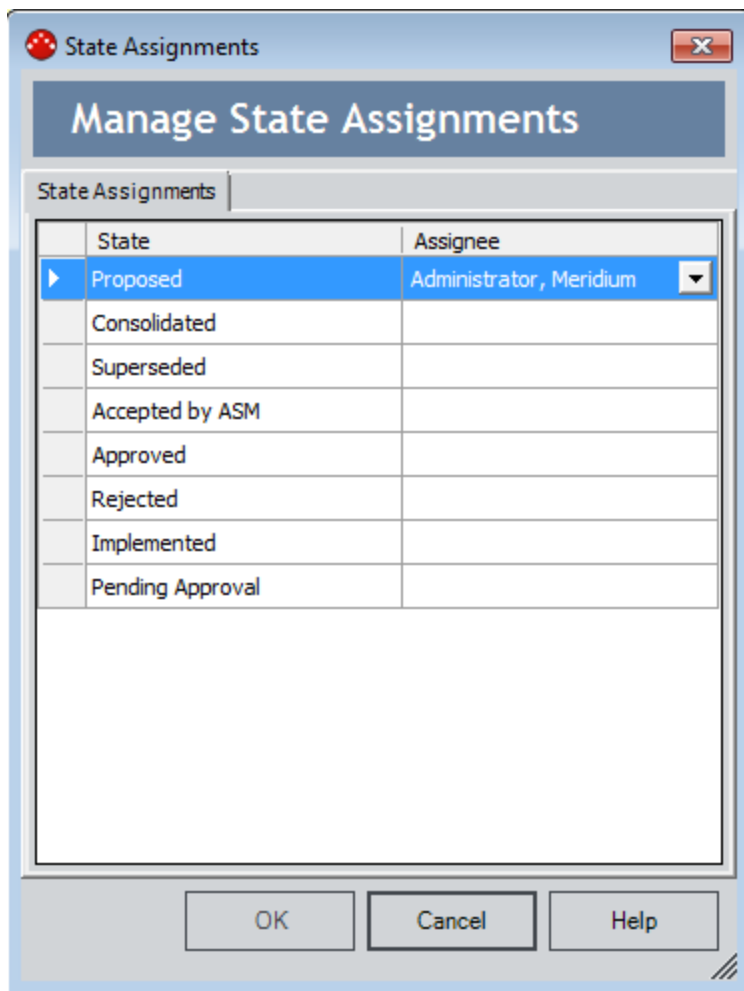 State Assignments
Manage State Assignments
State Assignments
State Assignee
Proposed Administrator, Meridium
Consolidated
Superseded
Accepted by ASM
Approved
Rejected
Implemented
Pending Approval
OK Cancel Help